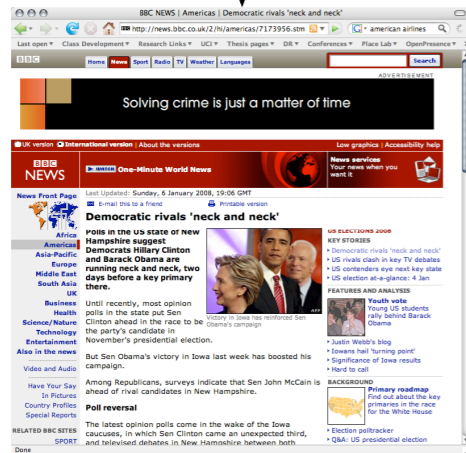 BBC NEWS | Americas | Democratic rivals 'neck and neck'
http://news.bbc.co.uk/2/hi/americas/7173956.stm
american airlines
Last open Class Development Research Links UCI Thesis pages DR Conferences Place Lab OpenPresence
BBC Home News Sport Radio TV Weather Languages Search
ADVERTISEMENT
Solving crime is just a matter of time
UK version International version | About the versions Low graphics | Accessibility help
BBC NEWS
WATCH One-Minute World News
News services
Your news when you want it
News Front Page
Africa
Americas
Asia-Pacific
Europe
Middle East
South Asia
UK
Business
Health
Science/Nature
Technology
Entertainment
Also in the news
Video and Audio
Have Your Say
In Pictures
Country Profiles
Special Reports
RELATED BBC SITES
SPORT
Last Updated: Sunday, 6 January 2008, 19:06 GMT
E-mail this to a friend Printable version
Democratic rivals 'neck and neck'
Polls in the US state of New
Hampshire suggest
Democrats Hillary Clinton
and Barack Obama are
running neck and neck, two
days before a key primary
there.
Until recently, most opinion
polls in the state put Sen
Clinton ahead in the race to be
the party's candidate in
November's presidential election.
AFP
Victory in Iowa has reinforced Sen
Obama's campaign
But Sen Obama's victory in Iowa last week has boosted his
campaign.
Among Republicans, surveys indicate that Sen John McCain is
ahead of rival candidates in New Hampshire.
Poll reversal
The latest opinion polls come in the wake of the Iowa
caucuses, in which Sen Clinton came an unexpected third,
and televised debates in New Hampshire between both
US ELECTIONS 2008
KEY STORIES
Democratic rivals 'neck and neck'
US rivals clash in key TV debates
US contenders eye next key state
US election at-a-glance: 4 Jan
FEATURES AND ANALYSIS
Youth vote
Young US students
rally behind Barack
Obama
Justin Webb's blog
Iowans hail 'turning point'
Significance of Iowa results
Hard to call
BACKGROUND
Primary roadmap
Find out about the key
primaries in the race
for the White House
Election polltracker
Q&A: US presidential election
Done